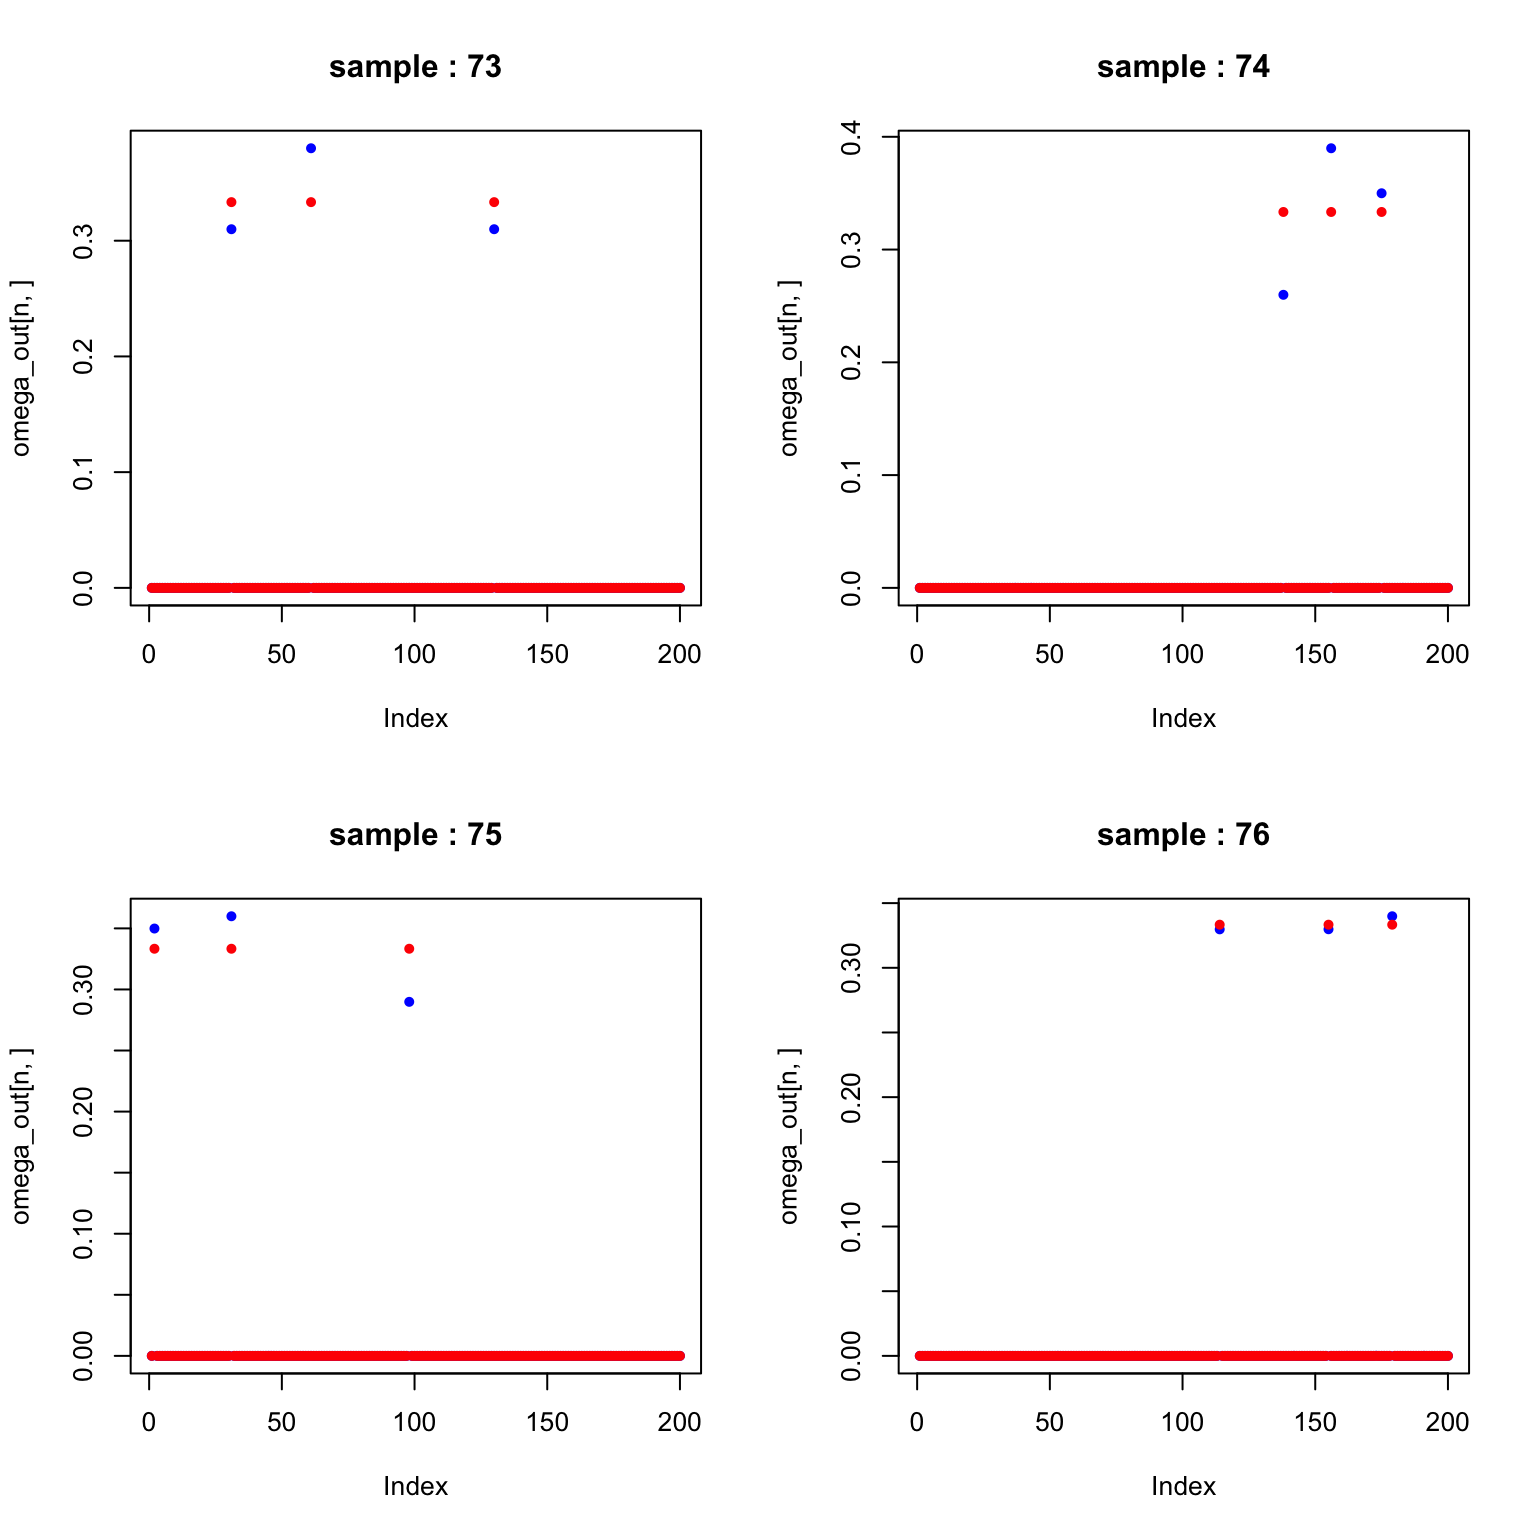 sample : 73
omega_out[n, ]
0.0 0.1 0.2 0.3
0 50 100 150 200
Index
sample : 74
omega_out[n, ]
0.0 0.1 0.2 0.3 0.4
0 50 100 150 200
Index
sample : 75
omega_out[n, ]
0.00 0.10 0.20 0.30
0 50 100 150 200
Index
sample : 76
omega_out[n, ]
0.00 0.10 0.20 0.30
0 50 100 150 200
Index